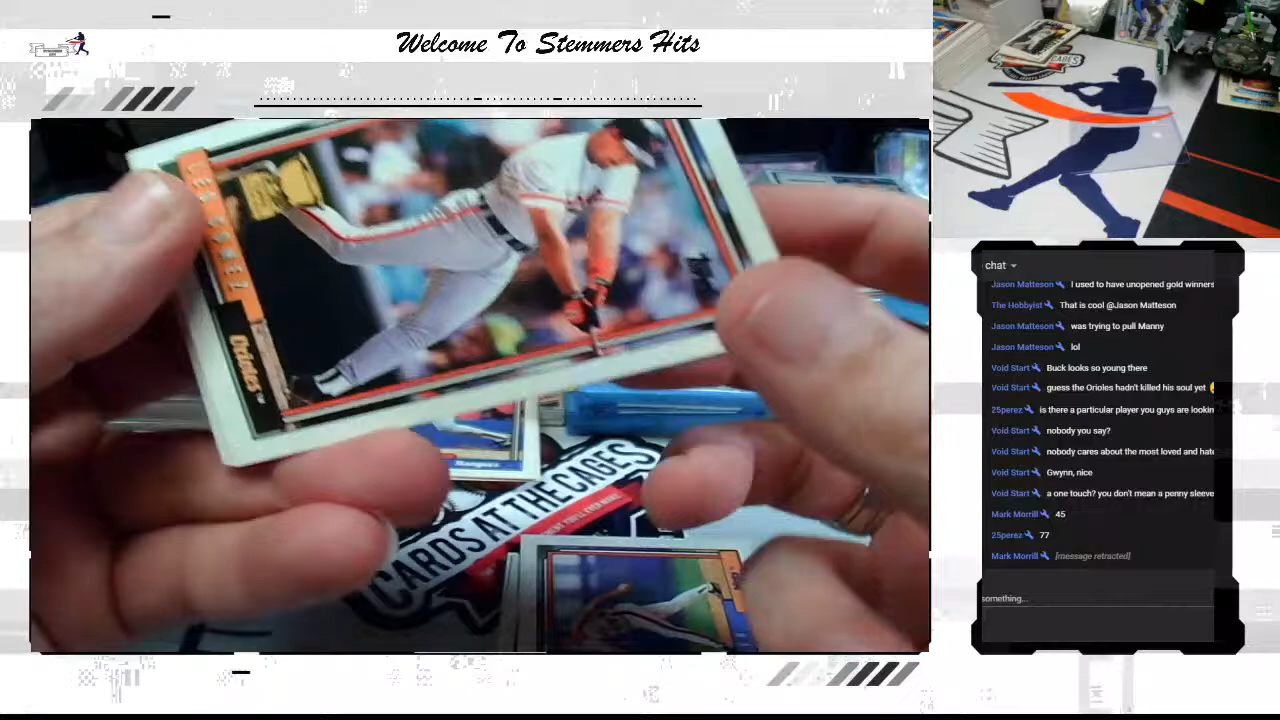 Welcome To Stemmers Hits
LEO GOMEZ
Orioles
Rangers
CARDS AT THE CAGES
chat
Jason Matteson I used to have unopened gold winners
The Hobbyist That is cool @Jason Matteson
Jason Matteson was trying to pull Manny
Jason Matteson lol
Void Start Buck looks so young there
Void Start guess the Orioles hadn't killed his soul yet
25perez is there a particular player you guys are lookin
Void Start nobody you say?
Void Start nobody cares about the most loved and hate
Void Start Gwynn, nice
Void Start a one touch? you don't mean a penny sleeve
Mark Morrill 45
25perez 77
Mark Morrill [message retracted]
something...